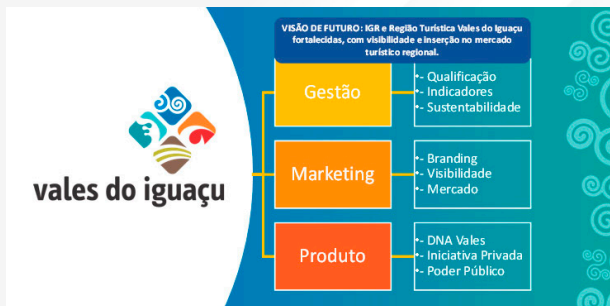 VISÃO DE FUTURO: IGR e Região Turística Vales do Iguaçu
fortalecidas, com visibilidade e inserção no mercado
turístico regional.
vales do iguaçu
Gestão
•- Qualificação
•- Indicadores
•- Sustentabilidade
Marketing
•- Branding
•- Visibilidade
•- Mercado
Produto
•- DNA Vales
•- Iniciativa Privada
•- Poder Público